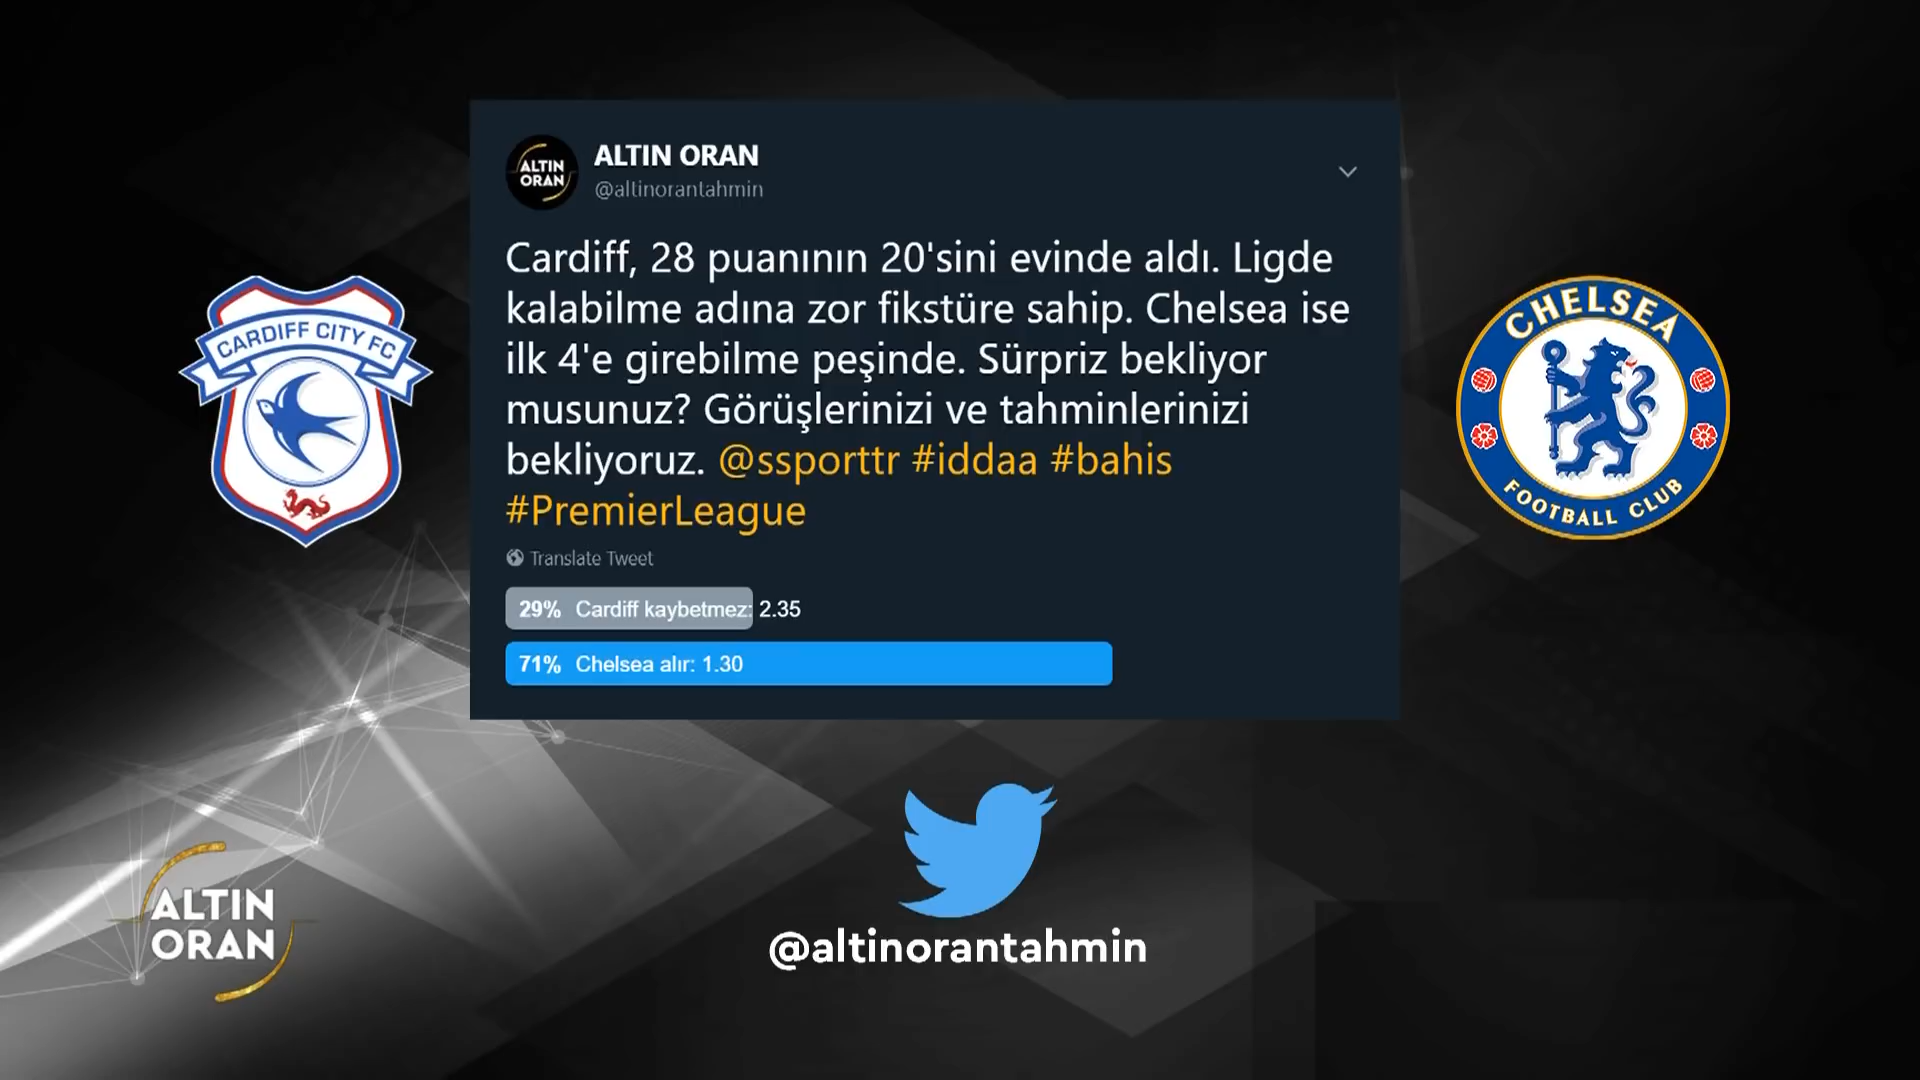 ALTIN ORAN
ALTIN
ORAN
@altinorantahmin
Cardiff, 28 puanının 20'sini evinde aldı. Ligde
kalabilme adına zor fikstüre sahip. Chelsea ise
ilk 4'e girebilme peşinde. Sürpriz bekliyor
musunuz? Görüşlerinizi ve tahminlerinizi
bekliyoruz. @ssporttr #iddaa #bahis
#PremierLeague
Translate Tweet
29% Cardiff kaybetmez: 2.35
71% Chelsea alır: 1.30
CARDIFF CITY FC
CHELSEA
FOOTBALL CLUB
ALTIN
ORAN
@altinorantahmin